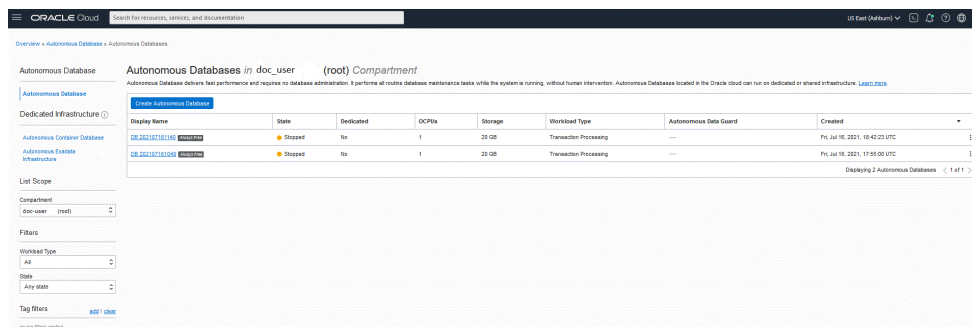 ORACLE Cloud
Search for resources, services, and documentation
US East (Ashburn)
Overview » Autonomous Database » Autonomous Databases
Autonomous Database
Autonomous Database
Dedicated Infrastructure
Autonomous Container Database
Autonomous Exadata
Infrastructure
List Scope
Compartment
doc-user (root)
Filters
Workload Type
All
State
Any state
Tag filters add | clear
no tag filters applied
Autonomous Databases in doc_user (root) Compartment
Autonomous Database delivers fast performance and requires no database administration. It performs all routine database maintenance tasks while the system is running, without human intervention. Autonomous Databases located in the Oracle cloud can run on dedicated or shared infrastructure. Learn more.
Create Autonomous Database
Display Name State Dedicated OCPUs Storage Workload Type Autonomous Data Guard Created
DB 202107161149 Always Free Stopped No 1 20 GB Transaction Processing — Fri, Jul 16, 2021, 18:42:23 UTC
DB 202107161049 Always Free Stopped No 1 20 GB Transaction Processing — Fri, Jul 16, 2021, 17:55:00 UTC
Displaying 2 Autonomous Databases < 1 of 1 >